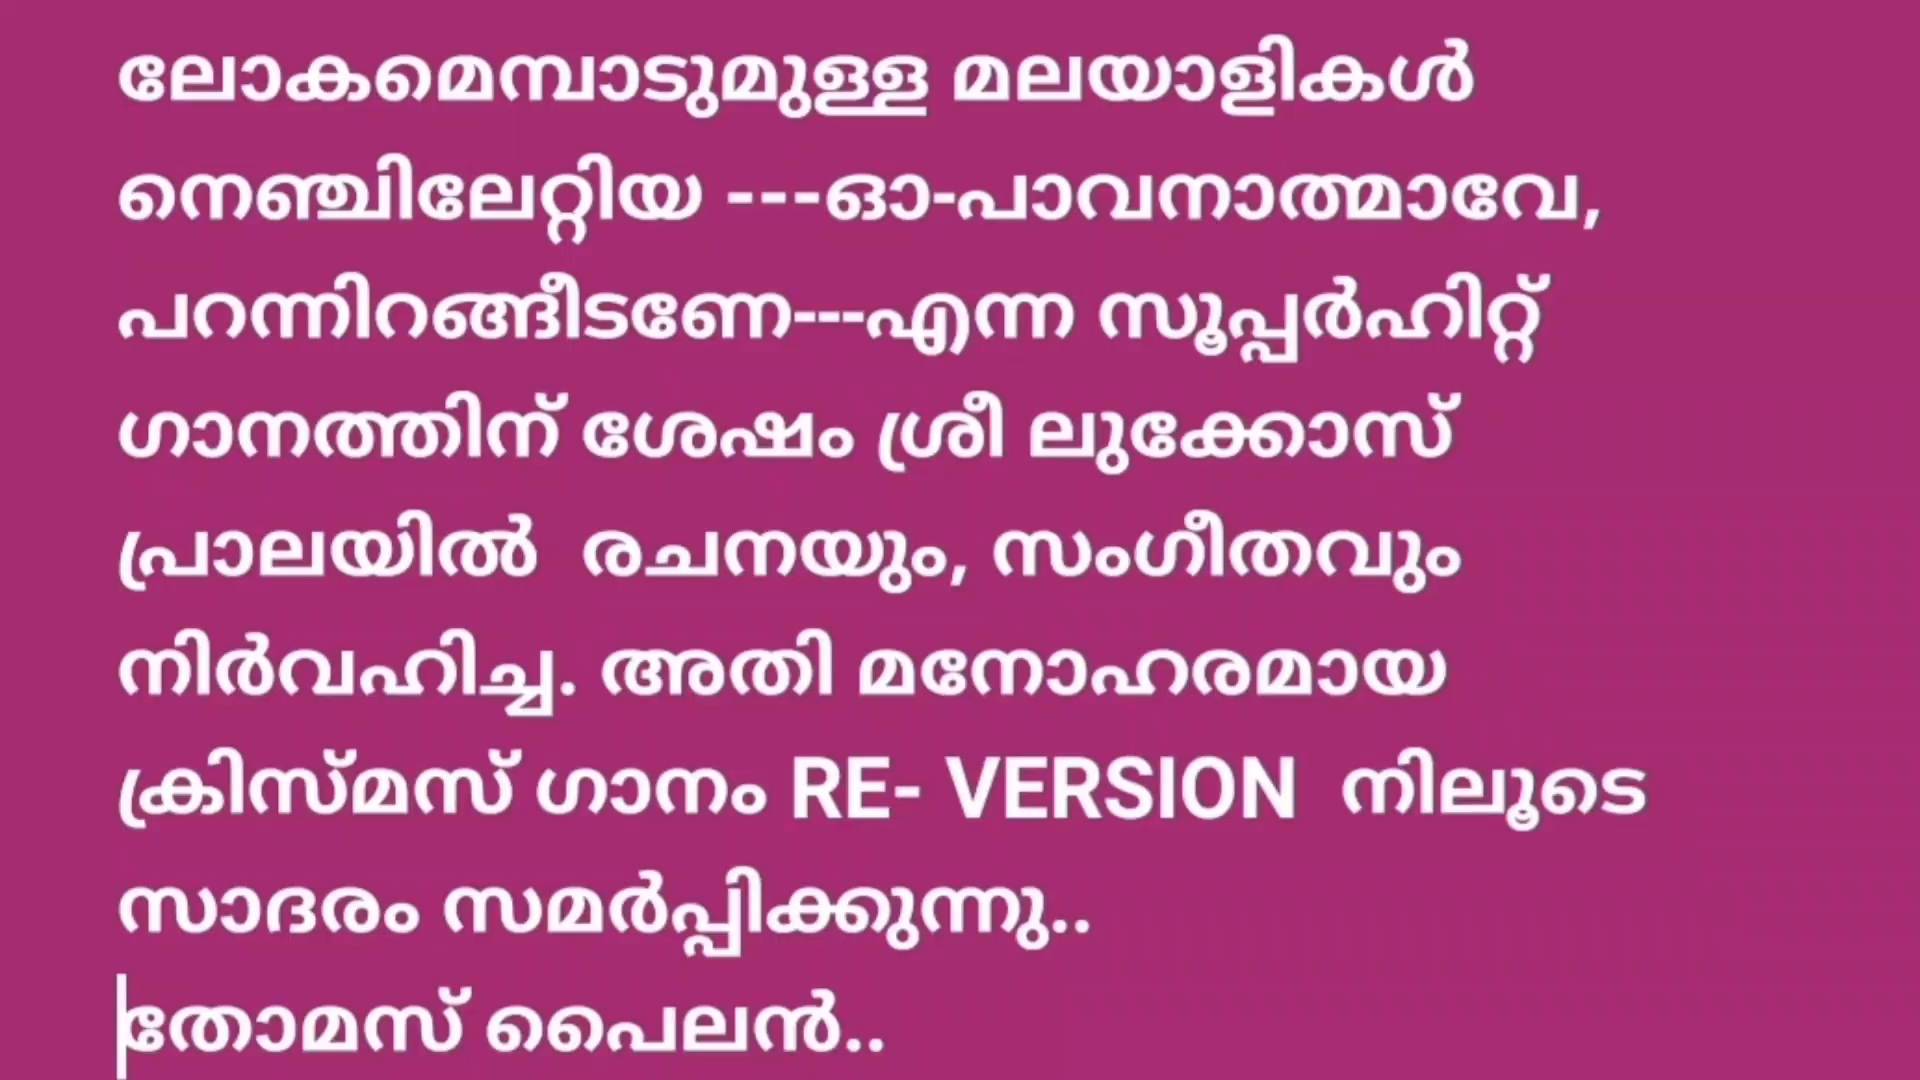 ലോകമെമ്പാടുമുള്ള മലയാളികൾ
നെഞ്ചിലേറ്റിയ ---ഓ-പാവനാത്മാവേ,
പറന്നിറങ്ങീടണേ---എന്ന സൂപ്പർഹിറ്റ്
ഗാനത്തിന് ശേഷം ശ്രീ ലുക്കോസ്
പ്രാലയിൽ രചനയും, സംഗീതവും
നിർവഹിച്ച. അതി മനോഹരമായ
ക്രിസ്മസ് ഗാനം RE- VERSION നിലൂടെ
സാദരം സമർപ്പിക്കുന്നു..
തോമസ് പൈലൻ..